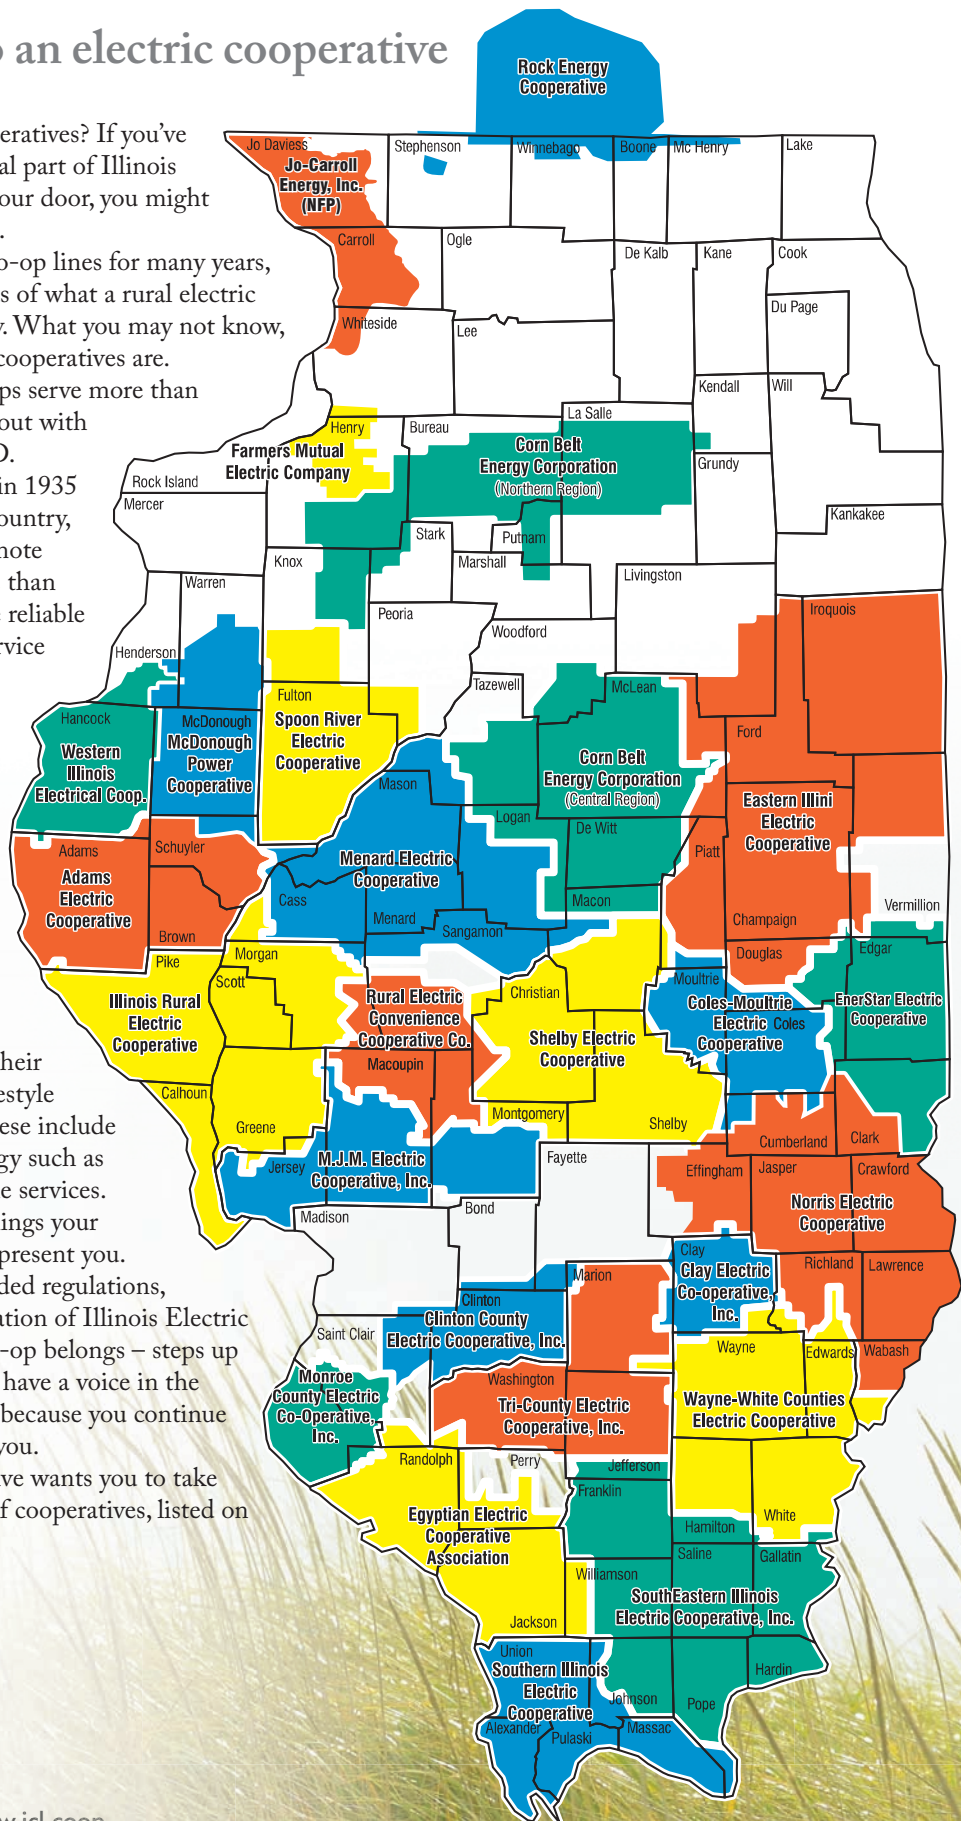 an electric cooperative
eratives? If you've
al part of Illinois
our door, you might
.
o-op lines for many years,
s of what a rural electric
y. What you may not know,
cooperatives are.
ps serve more than
out with
D.
in 1935
ountry,
note
than
e reliable
rvice
heir
estyle
hese include
gy such as
e services.
ings your
present you.
ded regulations,
ation of Illinois Electric
-op belongs – steps up
have a voice in the
because you continue
you.
ve wants you to take
f cooperatives, listed on
Rock Energy
Cooperative
Jo Daviess
Stephenson
Winnebago
Boone
Mc Henry
Lake
Jo-Carroll
Energy, Inc.
(NFP)
Carroll
Ogle
De Kalb
Kane
Cook
Du Page
Whiteside
Lee
Kendall
Will
La Salle
Henry
Bureau
Farmers Mutual
Electric Company
Corn Belt
Energy Corporation
(Northern Region)
Grundy
Rock Island
Mercer
Kankakee
Stark
Putnam
Knox
Marshall
Livingston
Warren
Peoria
Iroquois
Woodford
Henderson
Tazewell
McLean
Fulton
Hancock
McDonough
Spoon River
Electric
Cooperative
Ford
Western
Illinois
Electrical Coop.
McDonough
Power
Cooperative
Mason
Corn Belt
Energy Corporation
(Central Region)
Eastern Illini
Electric
Cooperative
Logan
De Witt
Adams
Schuyler
Piatt
Adams
Electric
Cooperative
Menard Electric
Cooperative
Cass
Macon
Vermillion
Menard
Sangamon
Champaign
Brown
Pike
Morgan
Douglas
Edgar
Scott
Christian
Moultrie
Illinois Rural
Electric
Cooperative
Rural Electric
Convenience
Cooperative Co.
Shelby Electric
Cooperative
Coles-Moultrie
Electric
Cooperative
Coles
EnerStar Electric
Cooperative
Macoupin
Calhoun
Greene
Montgomery
Shelby
Cumberland
Clark
Jersey
M.J.M. Electric
Cooperative, Inc.
Fayette
Effingham
Jasper
Crawford
Madison
Bond
Norris Electric
Cooperative
Clay
Clay Electric
Co-operative,
Inc.
Richland
Lawrence
Marion
Clinton
Clinton County
Electric Cooperative, Inc.
Saint Clair
Wayne
Edwards
Wabash
Monroe
County Electric
Co-Operative,
Inc.
Washington
Tri-County Electric
Cooperative, Inc.
Wayne-White Counties
Electric Cooperative
Randolph
Perry
Jefferson
Franklin
Egyptian Electric
Cooperative
Association
White
Hamilton
Saline
Gallatin
Williamson
SouthEastern Illinois
Electric Cooperative, Inc.
Jackson
Union
Southern Illinois
Electric
Cooperative
Hardin
Johnson
Pope
Alexander
Pulaski
Massac